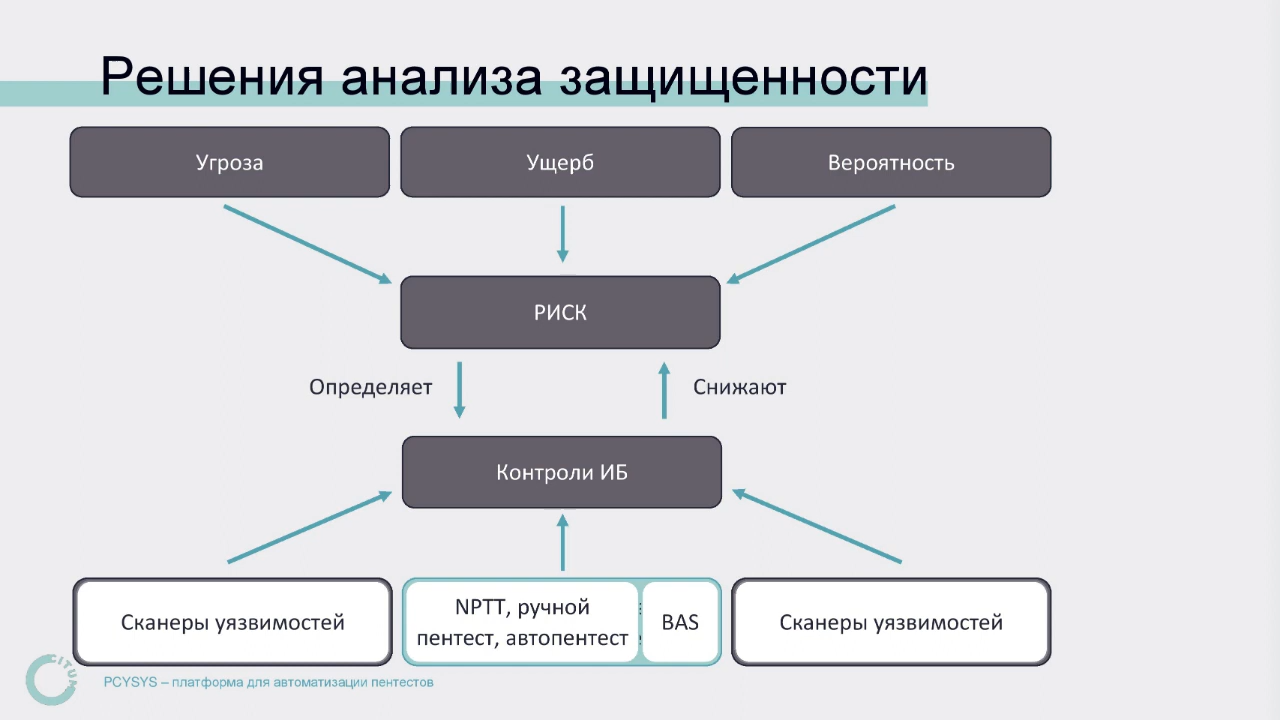 Решения анализа защищенности
Угроза
Ущерб
Вероятность
РИСК
Определяет
Снижают
Контроли ИБ
Сканеры уязвимостей
NPTT, ручной
пентест, автопентест
BAS
Сканеры уязвимостей
CITUM
PCYSYS – платформа для автоматизации пентестов